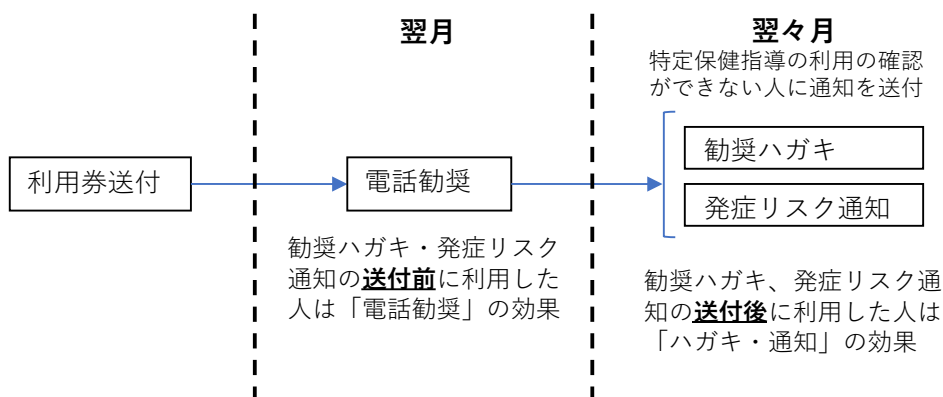 翌月
翌々月
特定保健指導の利用の確認
ができない人に通知を送付
利用券送付
電話勧奨
勧奨ハガキ
発症リスク通知
勧奨ハガキ・発症リスク
通知の送付前に利用した
人は「電話勧奨」の効果
勧奨ハガキ、発症リスク通
知の送付後に利用した人は
「ハガキ・通知」の効果